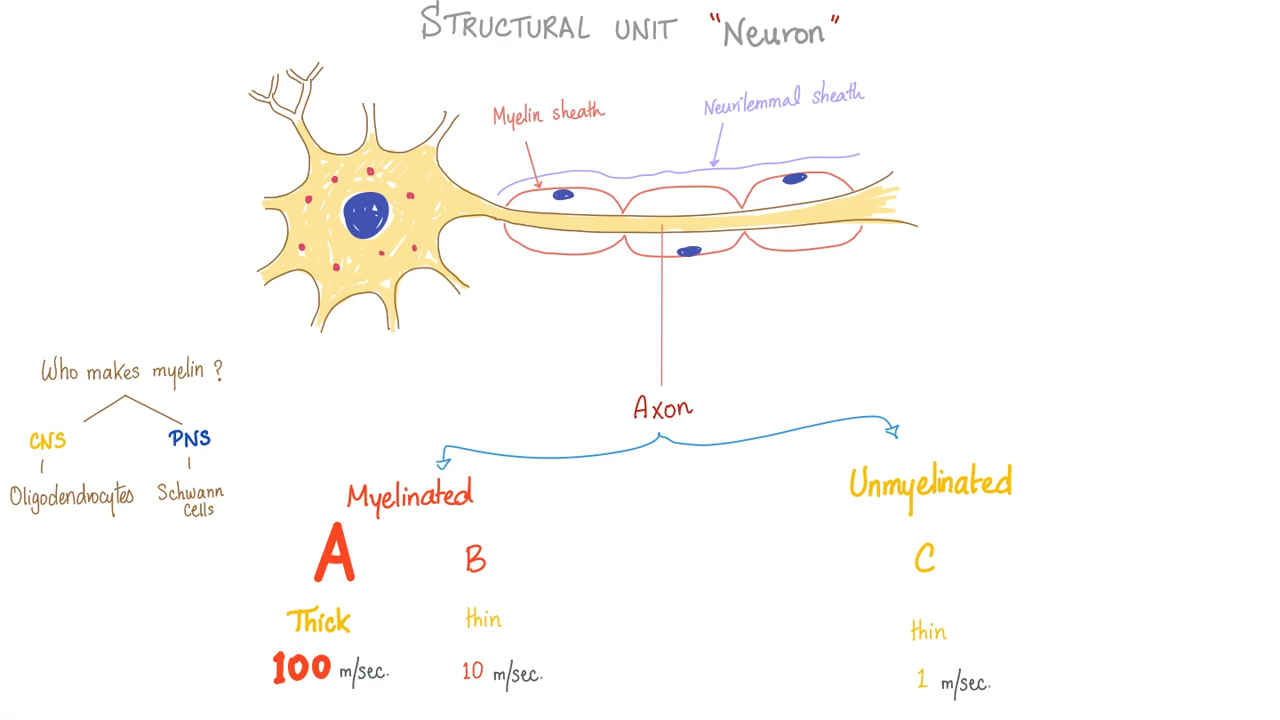 STRUCTURAL UNIT "Neuron"
Myelin sheath
Neurilemmal sheath
Who makes myelin ?
CNS
PNS
Oligodendrocytes
Schwann
cells
Axon
Myelinated
Unmyelinated
A
B
C
Thick
thin
thin
100 m/sec.
10 m/sec.
1 m/sec.